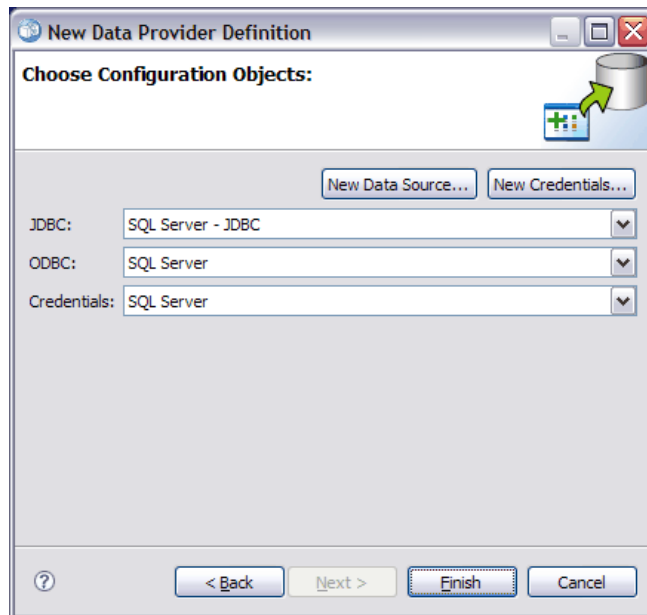 New Data Provider Definition
Choose Configuration Objects:
New Data Source... New Credentials...
JDBC: SQL Server - JDBC
ODBC: SQL Server
Credentials: SQL Server
? < Back Next > Finish Cancel